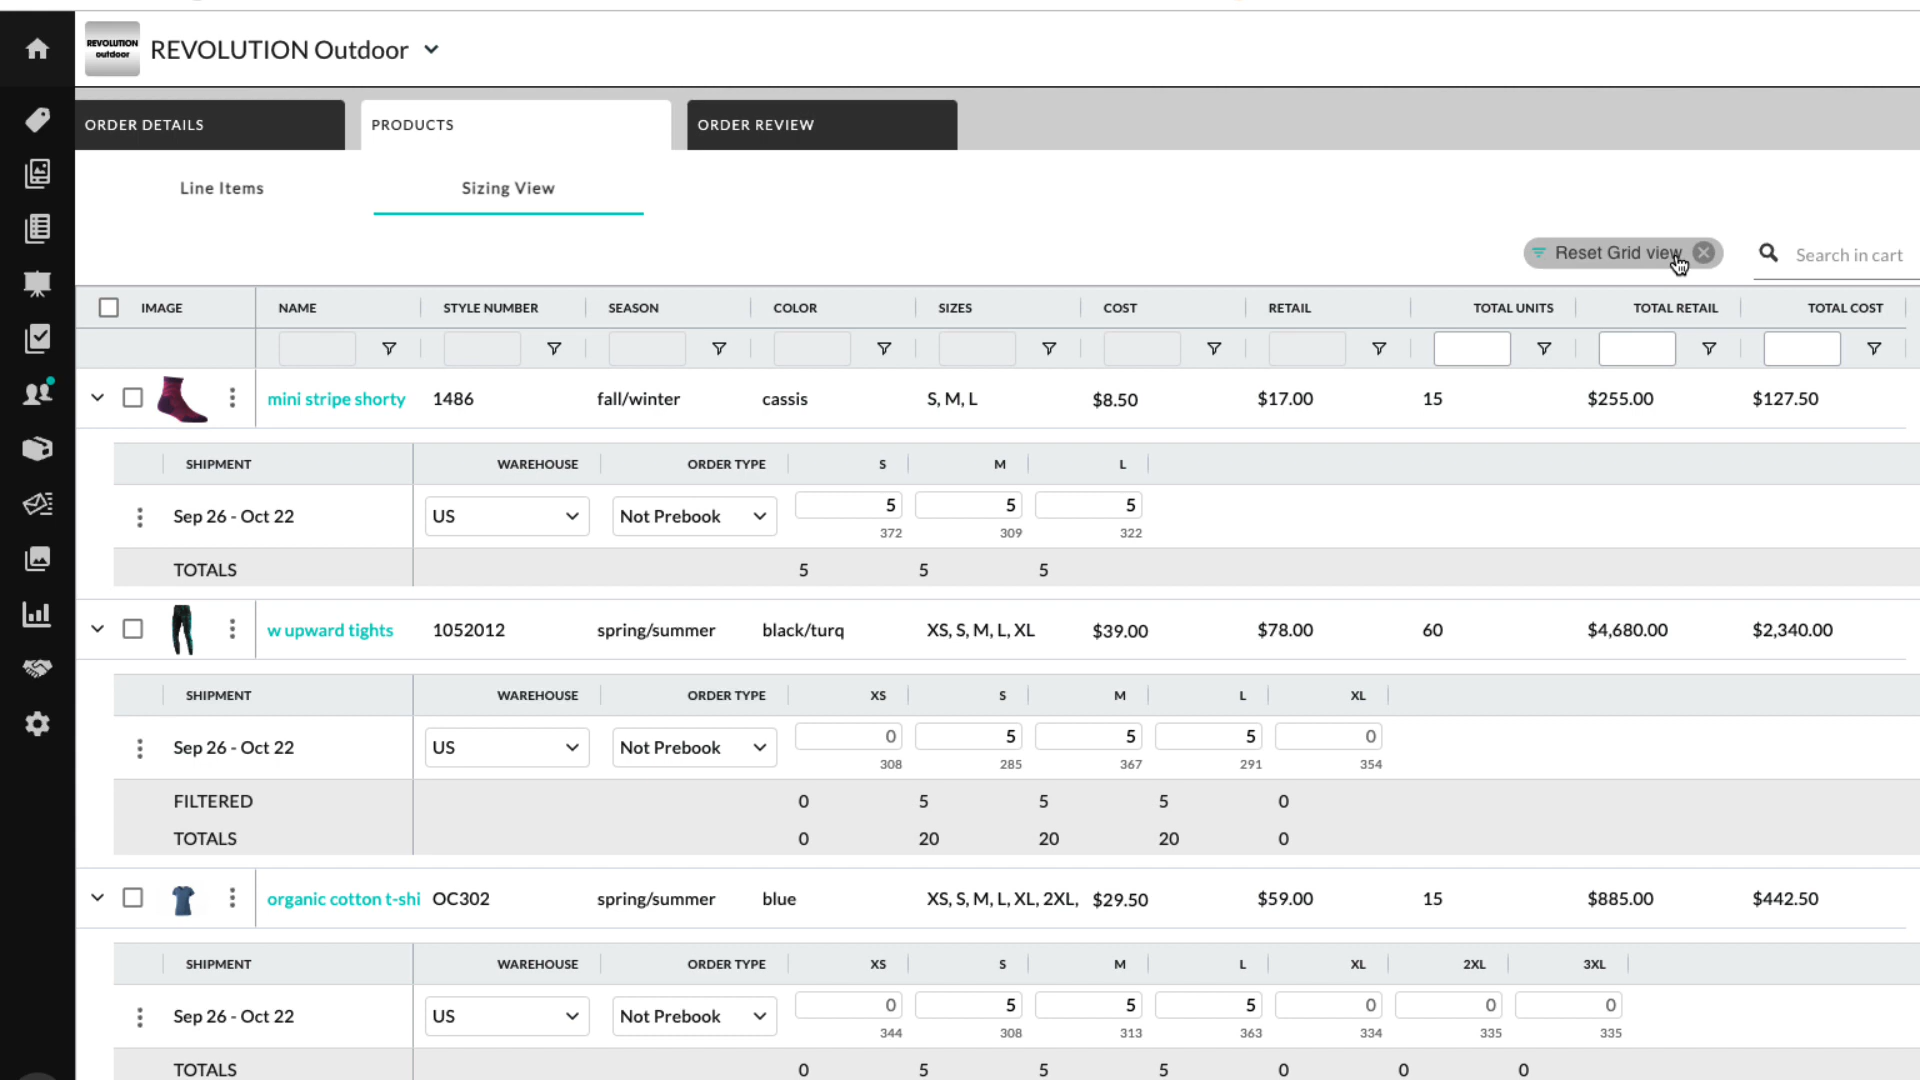 REVOLUTION
outdoor
REVOLUTION Outdoor
ORDER DETAILS
PRODUCTS
ORDER REVIEW
Line Items
Sizing View
Reset Grid view
Search in cart
IMAGE NAME STYLE NUMBER SEASON COLOR SIZES COST RETAIL TOTAL UNITS TOTAL RETAIL TOTAL COST
mini stripe shorty 1486 fall/winter cassis S, M, L $8.50 $17.00 15 $255.00 $127.50
SHIPMENT WAREHOUSE ORDER TYPE S M L
Sep 26 - Oct 22 US Not Prebook 5 5 5
372 309 322
TOTALS 5 5 5
w upward tights 1052012 spring/summer black/turq XS, S, M, L, XL $39.00 $78.00 60 $4,680.00 $2,340.00
SHIPMENT WAREHOUSE ORDER TYPE XS S M L XL
Sep 26 - Oct 22 US Not Prebook 0 5 5 5 0
308 285 367 291 354
FILTERED 0 5 5 5 0
TOTALS 0 20 20 20 0
organic cotton t-shi OC302 spring/summer blue XS, S, M, L, XL, 2XL, $29.50 $59.00 15 $885.00 $442.50
SHIPMENT WAREHOUSE ORDER TYPE XS S M L XL 2XL 3XL
Sep 26 - Oct 22 US Not Prebook 0 5 5 5 0 0 0
344 308 313 363 334 335 335
TOTALS 0 5 5 5 0 0 0